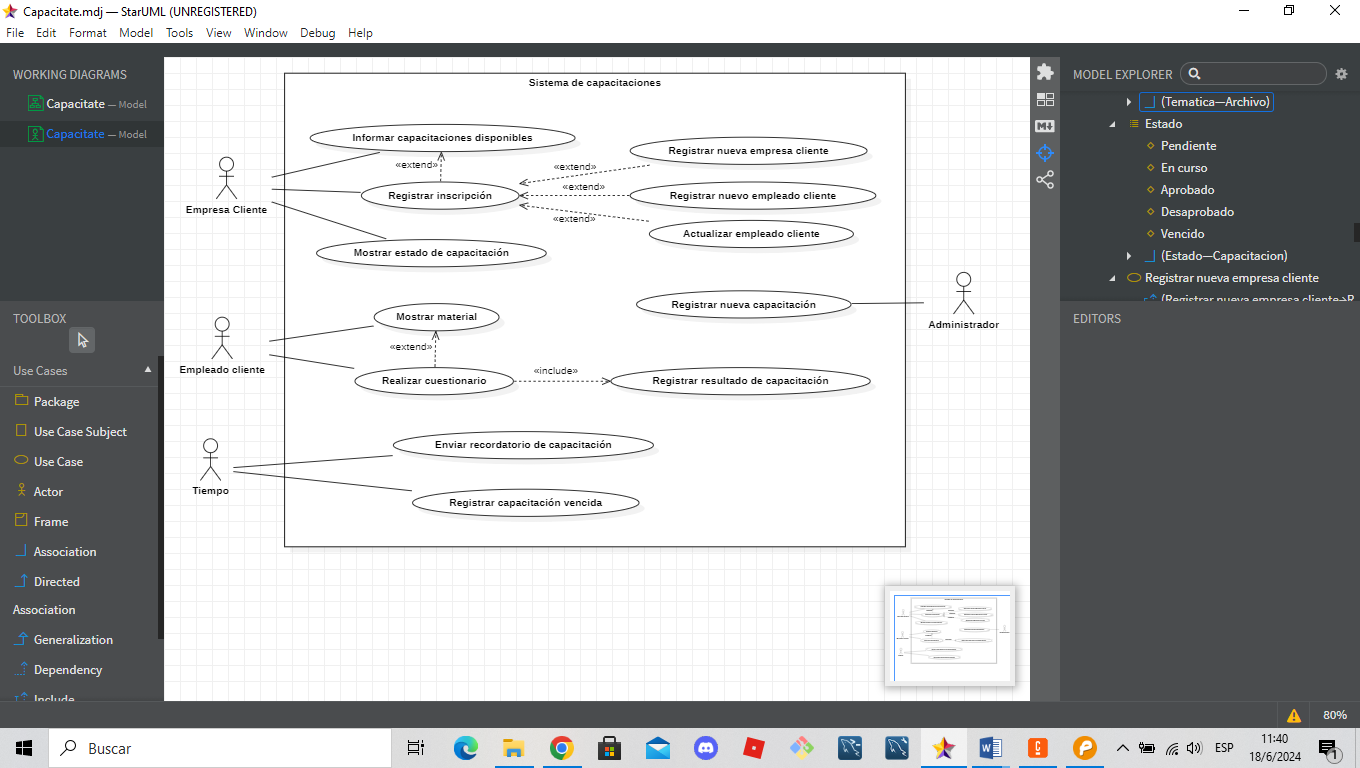 Capacitate.mdj — StarUML (UNREGISTERED)
File Edit Format Model Tools View Window Debug Help
WORKING DIAGRAMS
Capacitate — Model
Capacitate — Model
TOOLBOX
Use Cases
Package
Use Case Subject
Use Case
Actor
Frame
Association
Directed
Association
Generalization
Dependency
Include
Sistema de capacitaciones
Informar capacitaciones disponibles
«extend»
Registrar inscripción
Mostrar estado de capacitación
Empresa Cliente
«extend»
Registrar nueva empresa cliente
«extend»
Registrar nuevo empleado cliente
«extend»
Actualizar empleado cliente
Registrar nueva capacitación
Administrador
Mostrar material
«extend»
Empleado cliente
Realizar cuestionario
«include»
Registrar resultado de capacitación
Enviar recordatorio de capacitación
Tiempo
Registrar capacitación vencida
MODEL EXPLORER
(Tematica—Archivo)
Estado
Pendiente
En curso
Aprobado
Desaprobado
Vencido
(Estado—Capacitacion)
Registrar nueva empresa cliente
(Registrar nueva empresa cliente→R
EDITORS
80%
Buscar
ESP
11:40
18/6/2024
1